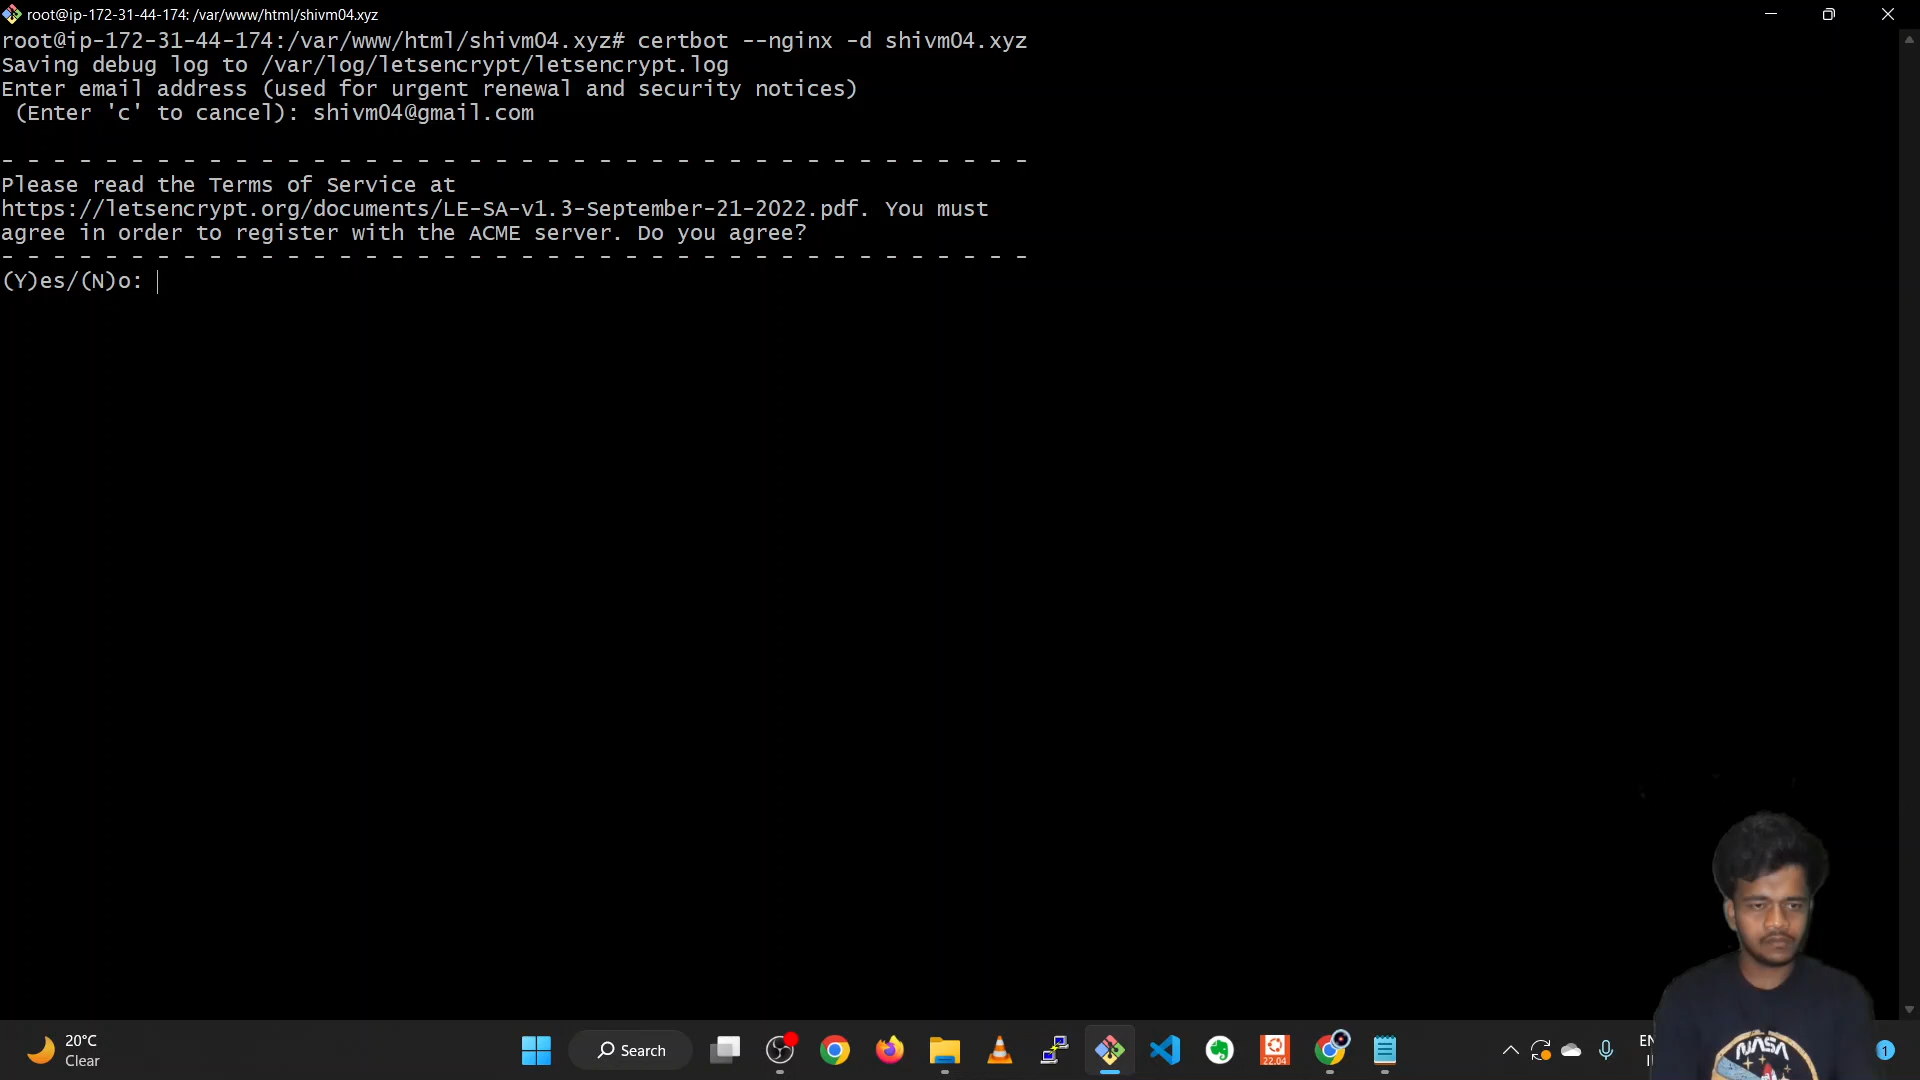 root@ip-172-31-44-174: /var/www/html/shivm04.xyz
root@ip-172-31-44-174:/var/www/html/shivm04.xyz# certbot --nginx -d shivm04.xyz
Saving debug log to /var/log/letsencrypt/letsencrypt.log
Enter email address (used for urgent renewal and security notices)
(Enter 'c' to cancel): shivm04@gmail.com
- - - - - - - - - - - - - - - - - - - - - - - - - - - - - - - - - - - - - - - -
Please read the Terms of Service at
https://letsencrypt.org/documents/LE-SA-v1.3-September-21-2022.pdf. You must
agree in order to register with the ACME server. Do you agree?
- - - - - - - - - - - - - - - - - - - - - - - - - - - - - - - - - - - - - - - -
(Y)es/(N)o:
NASA
20°C
Clear
Search
22.04
1